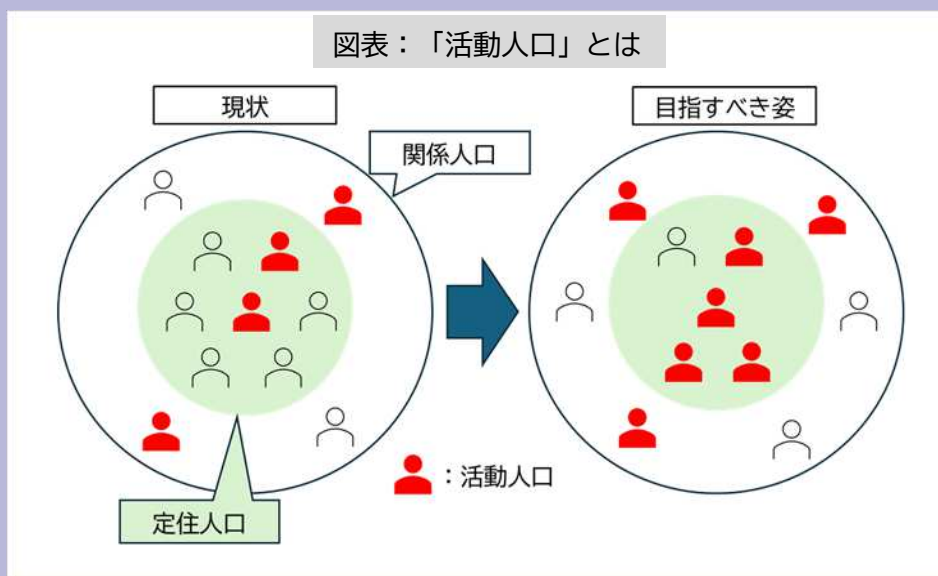 図表：「活動人口」とは
現状
目指すべき姿
関係人口
：活動人口
定住人口